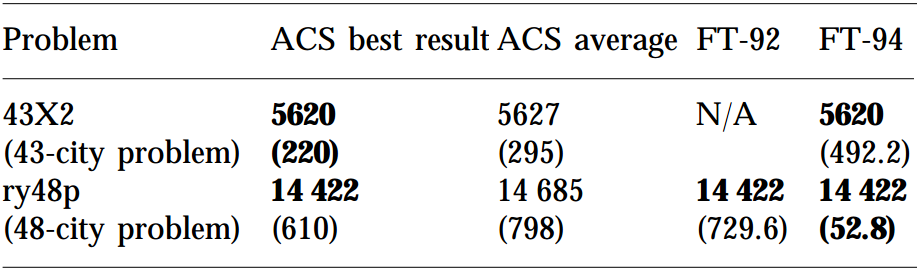 Problem ACS best result ACS average FT-92 FT-94
43X2 5620 5627 N/A 5620
(43-city problem) (220) (295) (492.2)
ry48p 14 422 14 685 14 422 14 422
(48-city problem) (610) (798) (729.6) (52.8)